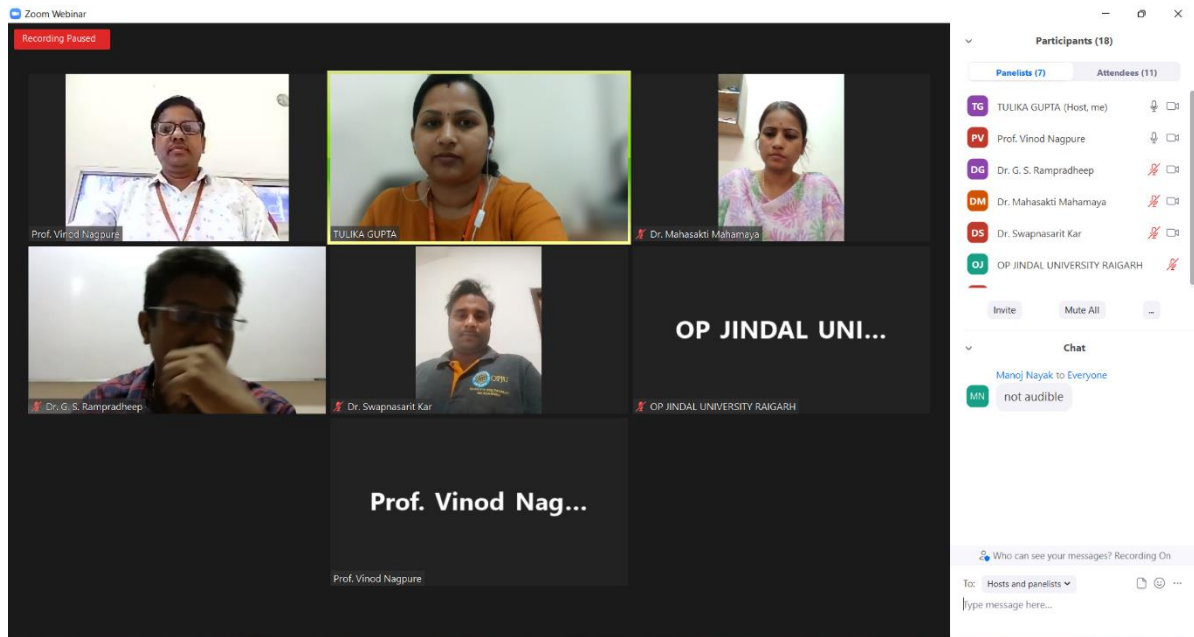 Zoom Webinar
Recording Paused
Prof. Vinod Nagpure
TULIKA GUPTA
Dr. Mahasakti Mahamaya
Dr. G. S. Rampradheep
OPJU
Dr. Swapnasarit Kar
OP JINDAL UNI...
OP JINDAL UNIVERSITY RAIGARH
Prof. Vinod Nag...
Prof. Vinod Nagpure
Participants (18)
Panelists (7) Attendees (11)
TG TULIKA GUPTA (Host, me)
PV Prof. Vinod Nagpure
DG Dr. G. S. Rampradheep
DM Dr. Mahasakti Mahamaya
DS Dr. Swapnasarit Kar
OJ OP JINDAL UNIVERSITY RAIGARH
Invite Mute All ...
Chat
Manoj Nayak to Everyone
MN not audible
Who can see your messages? Recording On
To: Hosts and panelists
Type message here...